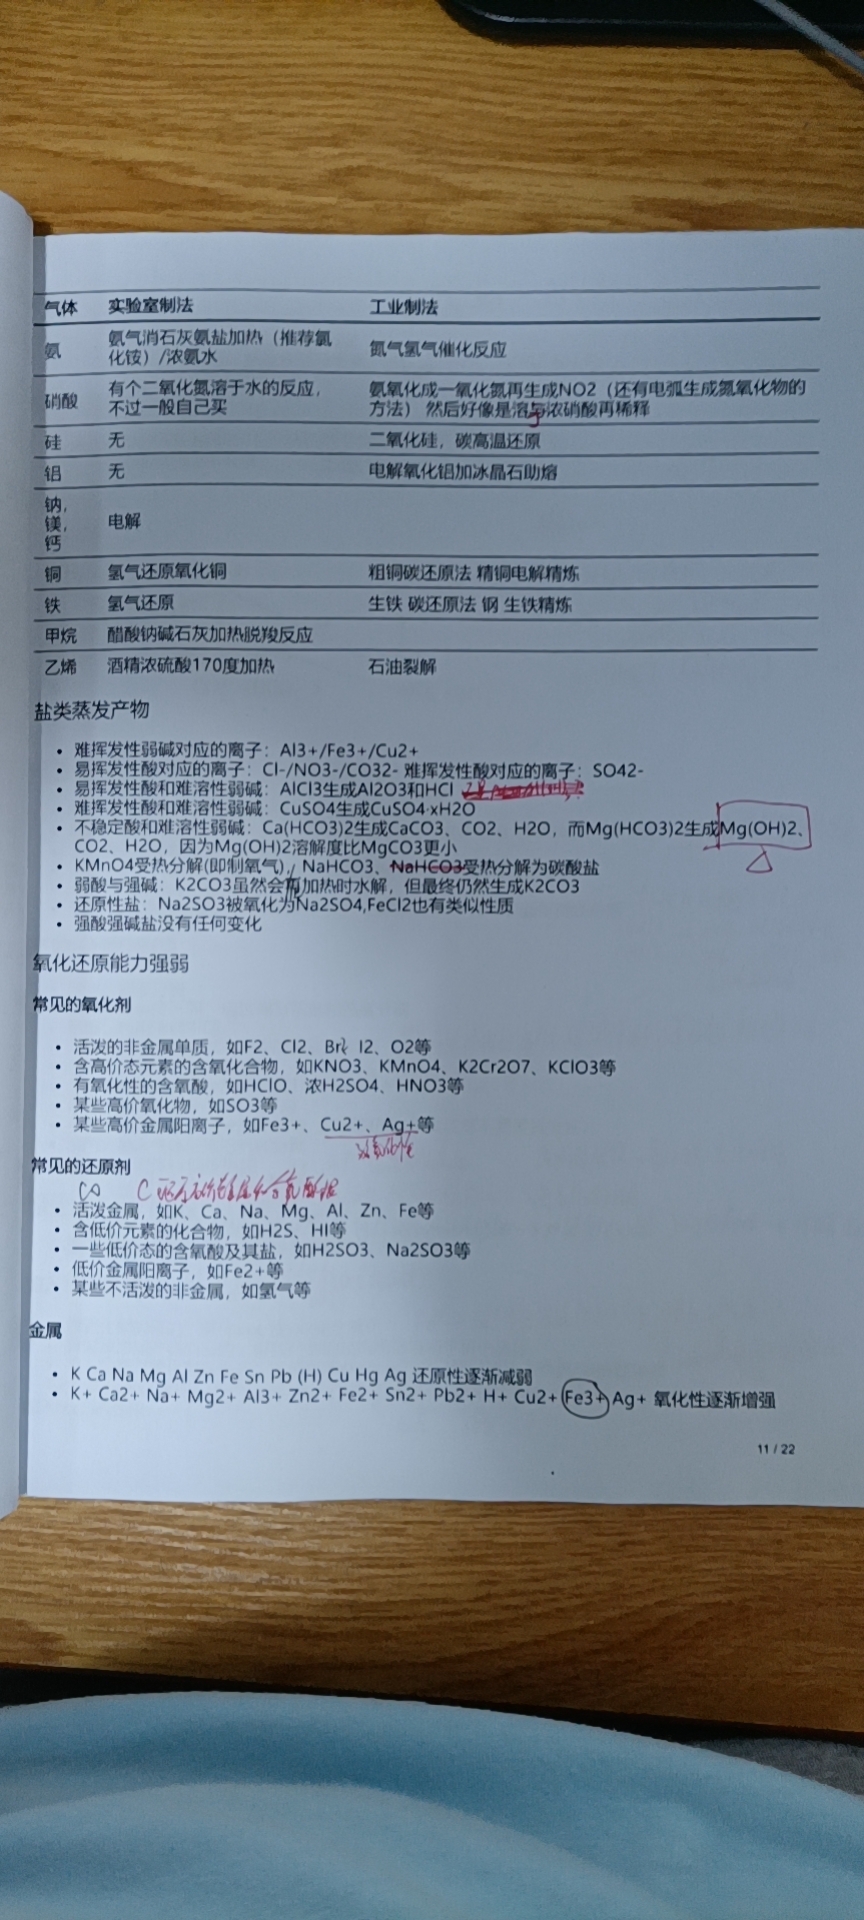 气体 实验室制法 工业制法
氨 氨气消石灰氨盐加热（推荐氯
化铵）/浓氨水 氮气氢气催化反应
硝酸 有个二氧化氮溶于水的反应，
不过一般自己买 氨氧化成一氧化氮再生成NO2（还有电弧生成氮氧化物的
方法） 然后好像是溶与浓硝酸再稀释
硅 无 二氧化硅，碳高温还原
铝 无 电解氧化铝加冰晶石助熔
钠，
镁，
钙 电解
铜 氢气还原氧化铜 粗铜碳还原法 精铜电解精炼
铁 氢气还原 生铁 碳还原法 钢 生铁精炼
甲烷 醋酸钠碱石灰加热脱羧反应
乙烯 酒精浓硫酸170度加热 石油裂解
盐类蒸发产物
• 难挥发性弱碱对应的离子：Al3+/Fe3+/Cu2+
• 易挥发性酸对应的离子：Cl-/NO3-/CO32- 难挥发性酸对应的离子：SO42-
• 易挥发性酸和难溶性弱碱：AlCl3生成Al2O3和HCl
• 难挥发性酸和难溶性弱碱：CuSO4生成CuSO4·xH2O
• 不稳定酸和难溶性弱碱：Ca(HCO3)2生成CaCO3、CO2、H2O，而Mg(HCO3)2生成Mg(OH)2、
CO2、H2O，因为Mg(OH)2溶解度比MgCO3更小
△
• KMnO4受热分解(即制氧气)，NaHCO3、NaHCO3受热分解为碳酸盐
• 弱酸与强碱：K2CO3虽然会加热时水解，但最终仍然生成K2CO3
• 还原性盐：Na2SO3被氧化为Na2SO4,FeCl2也有类似性质
• 强酸强碱盐没有任何变化
氧化还原能力强弱
常见的氧化剂
• 活泼的非金属单质，如F2、Cl2、Br、I2、O2等
• 含高价态元素的含氧化合物，如KNO3、KMnO4、K2Cr2O7、KClO3等
• 有氧化性的含氧酸，如HClO、浓H2SO4、HNO3等
• 某些高价氧化物，如SO3等
• 某些高价金属阳离子，如Fe3+、Cu2+、Ag+等
常见的还原剂
CO C
• 活泼金属，如K、Ca、Na、Mg、Al、Zn、Fe等
• 含低价元素的化合物，如H2S、HI等
• 一些低价态的含氧酸及其盐，如H2SO3、Na2SO3等
• 低价金属阳离子，如Fe2+等
• 某些不活泼的非金属，如氢气等
金属
• K Ca Na Mg Al Zn Fe Sn Pb (H) Cu Hg Ag 还原性逐渐减弱
• K+ Ca2+ Na+ Mg2+ Al3+ Zn2+ Fe2+ Sn2+ Pb2+ H+ Cu2+ Fe3+ Ag+ 氧化性逐渐增强
11 / 22